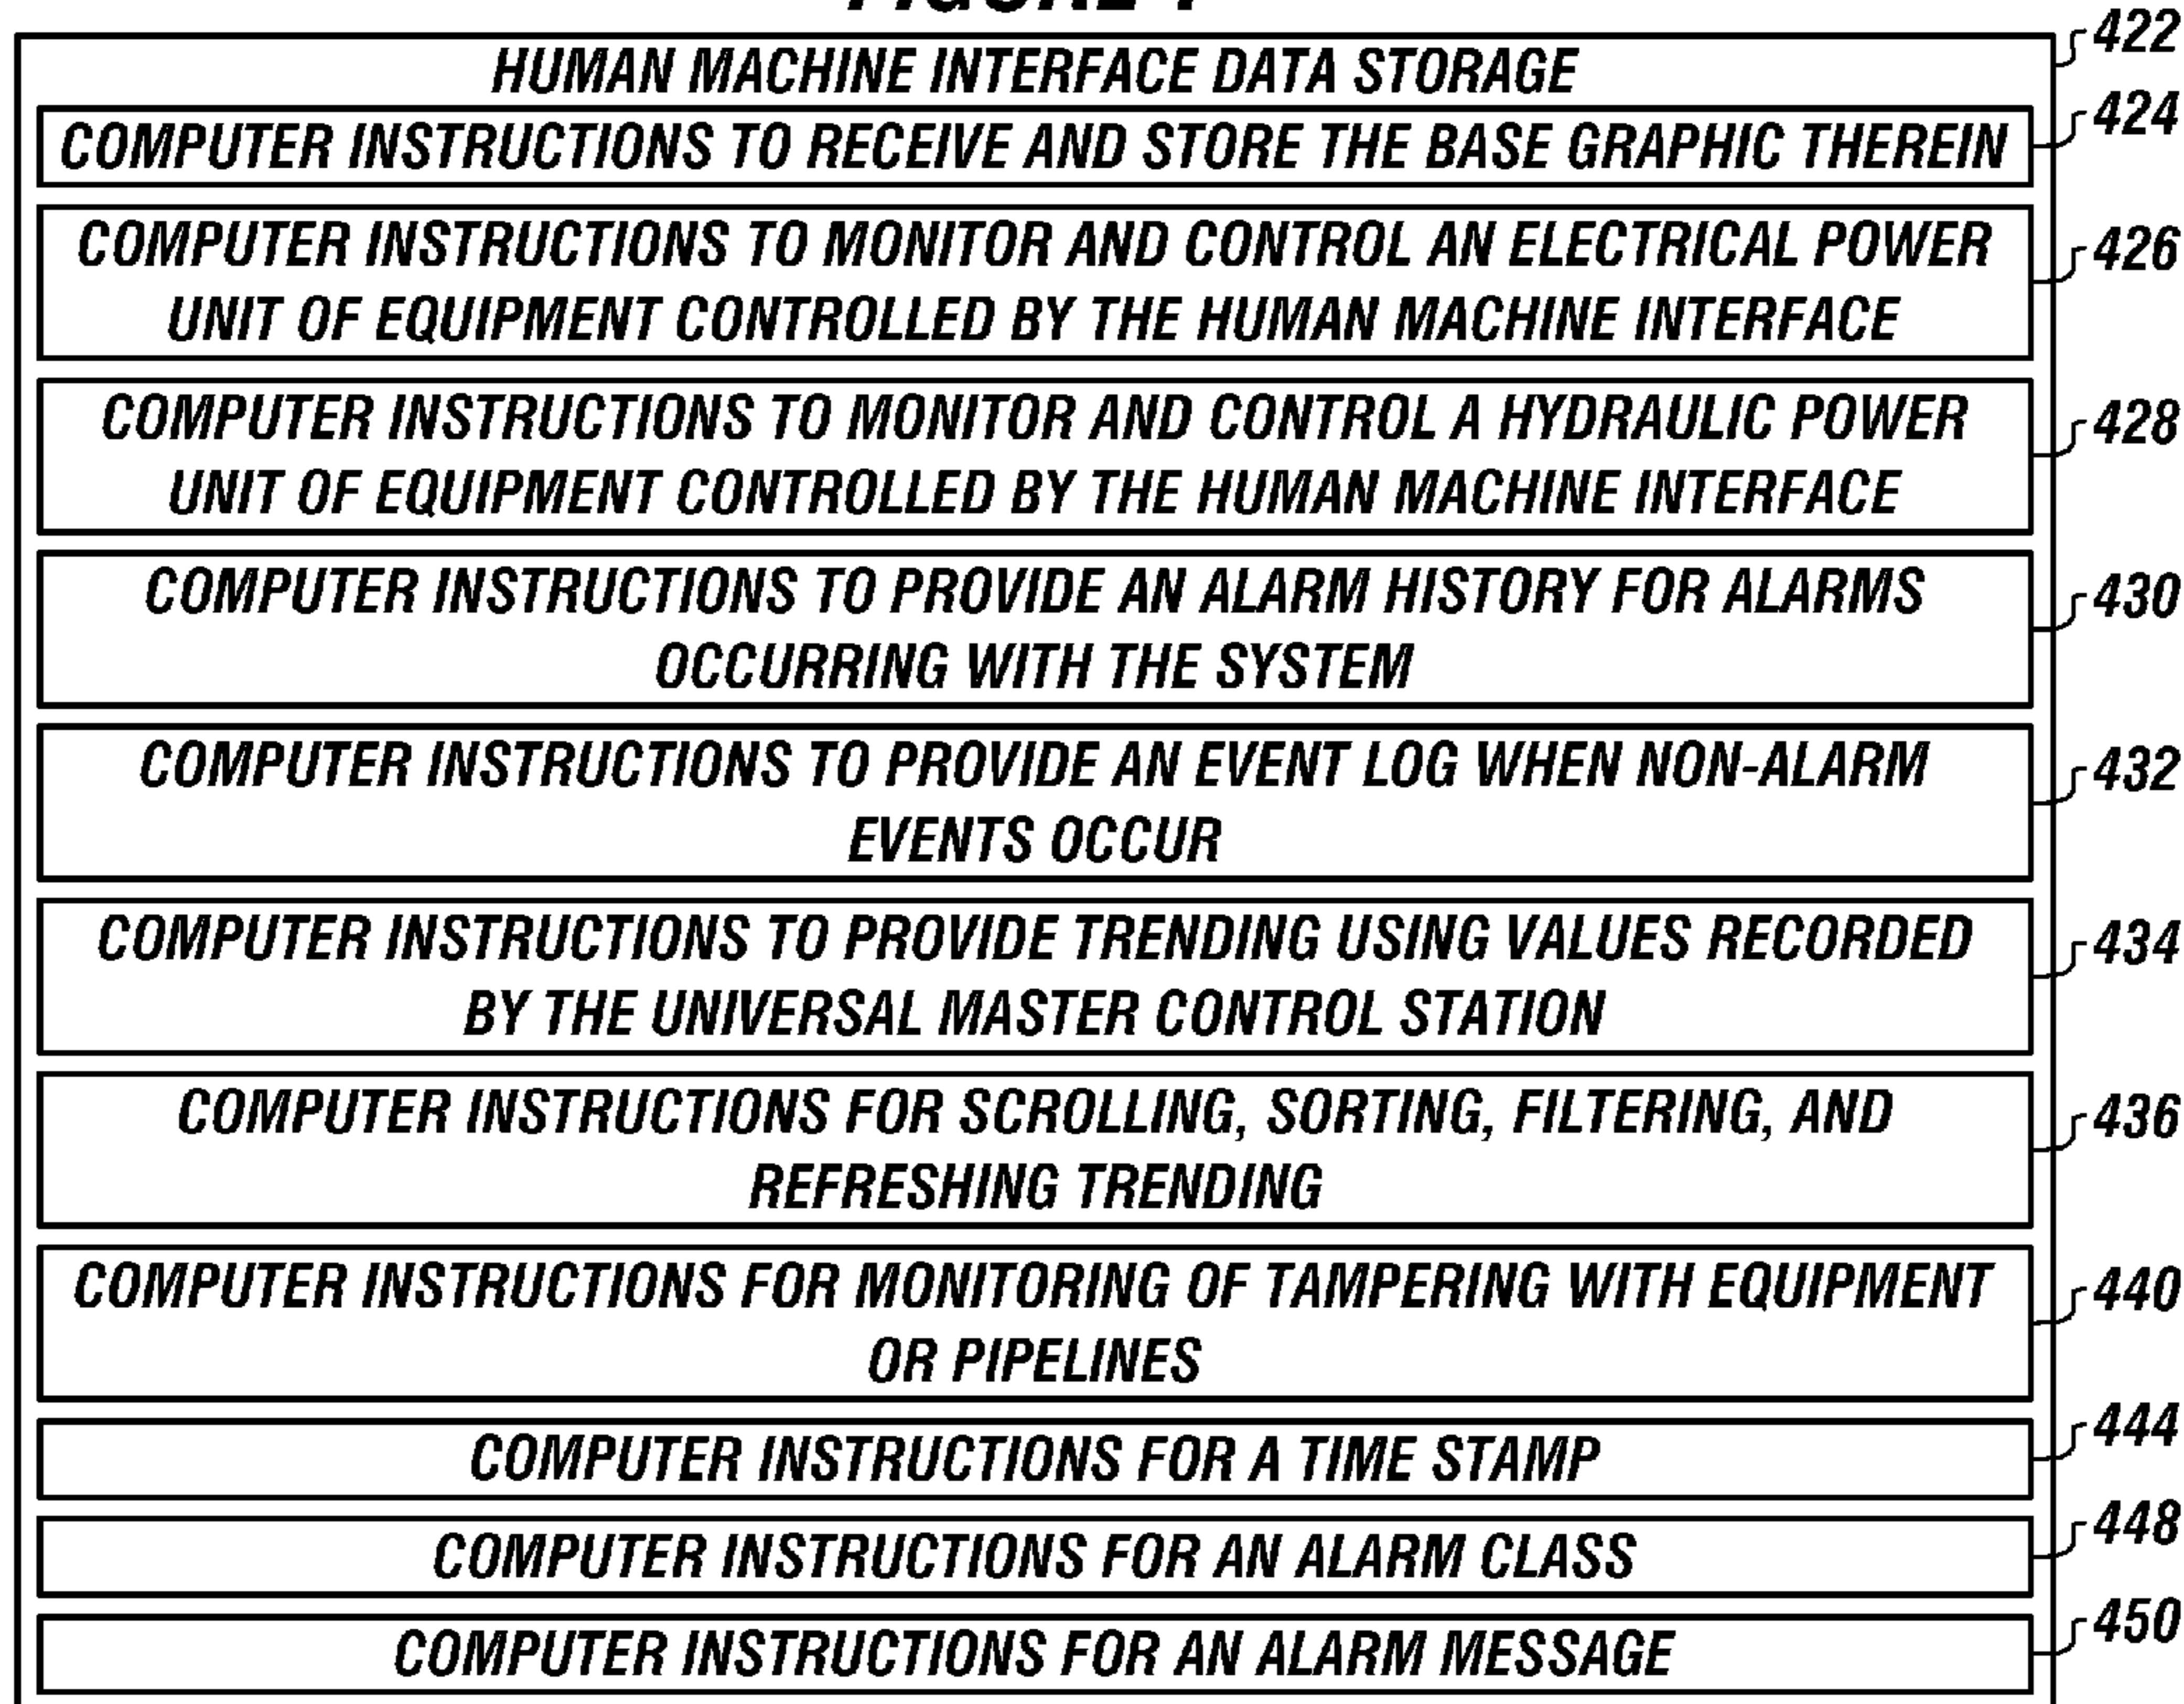 HUMAN MACHINE INTERFACE DATA STORAGE
422
COMPUTER INSTRUCTIONS TO RECEIVE AND STORE THE BASE GRAPHIC THEREIN
424
COMPUTER INSTRUCTIONS TO MONITOR AND CONTROL AN ELECTRICAL POWER
UNIT OF EQUIPMENT CONTROLLED BY THE HUMAN MACHINE INTERFACE
426
COMPUTER INSTRUCTIONS TO MONITOR AND CONTROL A HYDRAULIC POWER
UNIT OF EQUIPMENT CONTROLLED BY THE HUMAN MACHINE INTERFACE
428
COMPUTER INSTRUCTIONS TO PROVIDE AN ALARM HISTORY FOR ALARMS
OCCURRING WITH THE SYSTEM
430
COMPUTER INSTRUCTIONS TO PROVIDE AN EVENT LOG WHEN NON-ALARM
EVENTS OCCUR
432
COMPUTER INSTRUCTIONS TO PROVIDE TRENDING USING VALUES RECORDED
BY THE UNIVERSAL MASTER CONTROL STATION
434
COMPUTER INSTRUCTIONS FOR SCROLLING, SORTING, FILTERING, AND
REFRESHING TRENDING
436
COMPUTER INSTRUCTIONS FOR MONITORING OF TAMPERING WITH EQUIPMENT
OR PIPELINES
440
COMPUTER INSTRUCTIONS FOR A TIME STAMP
444
COMPUTER INSTRUCTIONS FOR AN ALARM CLASS
448
COMPUTER INSTRUCTIONS FOR AN ALARM MESSAGE
450